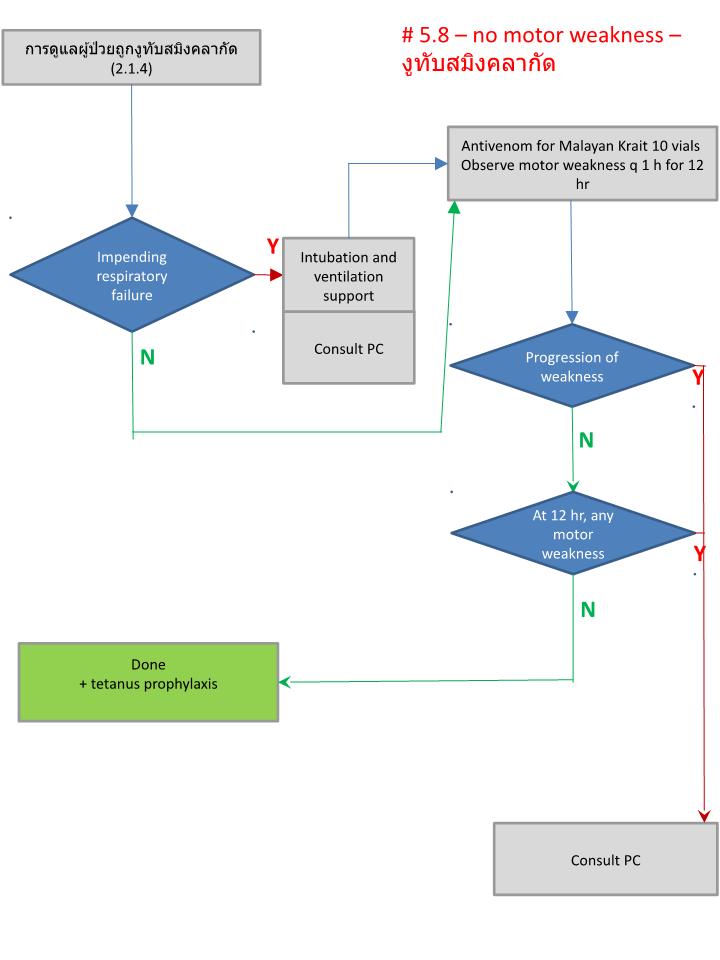 # 5.8 – no motor weakness –
งูทับสมิงคลากัด
การดูแลผู้ป่วยถูกงูทับสมิงคลากัด
(2.1.4)
Antivenom for Malayan Krait 10 vials
Observe motor weakness q 1 h for 12
hr
Impending
respiratory
failure
Y
Intubation and
ventilation
support
Consult PC
N
Progression of
weakness
Y
N
At 12 hr, any
motor
weakness
Y
N
Done
+ tetanus prophylaxis
Consult PC